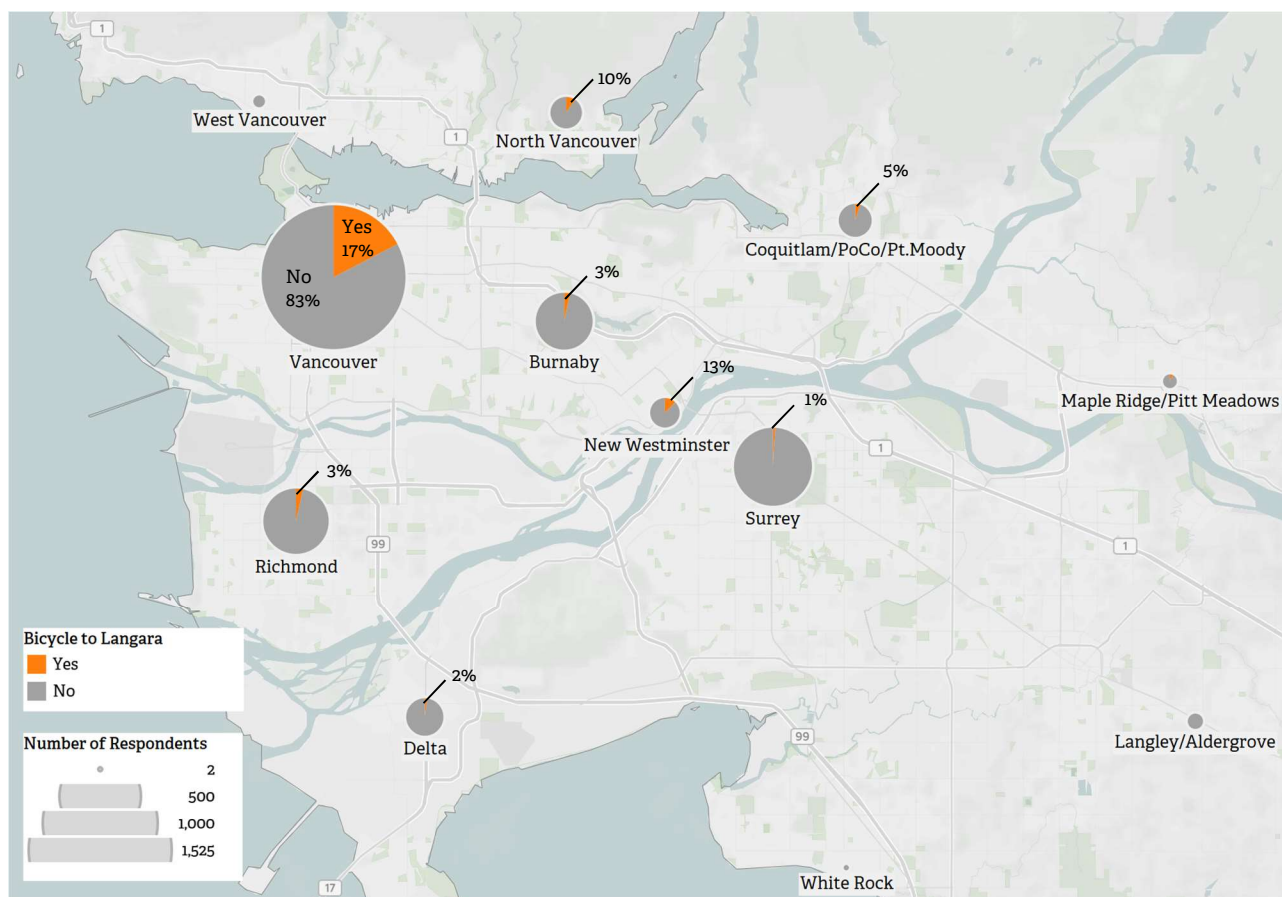 1
10%
West Vancouver
1
North Vancouver
5%
Yes
17%
Coquitlam/PoCo/Pt.Moody
No
83%
3%
Vancouver
Burnaby
13%
Maple Ridge/Pitt Meadows
1%
New Westminster
1
3%
Surrey
99
1
Richmond
Bicycle to Langara
Yes
No
2%
Number of Respondents
2
500
1,000
1,525
Delta
99
Langley/Aldergrove
17
White Rock